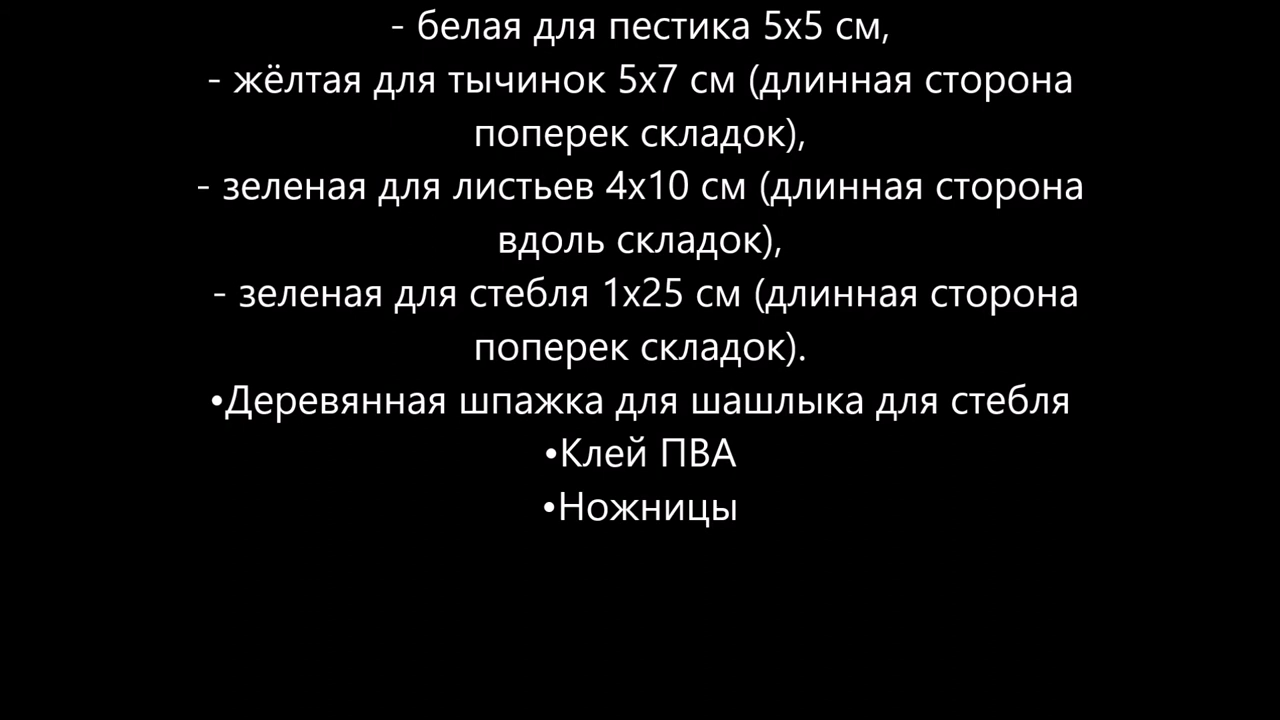 - белая для пестика 5х5 см,
- жёлтая для тычинок 5х7 см (длинная сторона
поперек складок),
- зеленая для листьев 4х10 см (длинная сторона
вдоль складок),
- зеленая для стебля 1х25 см (длинная сторона
поперек складок).
•Деревянная шпажка для шашлыка для стебля
•Клей ПВА
•Ножницы